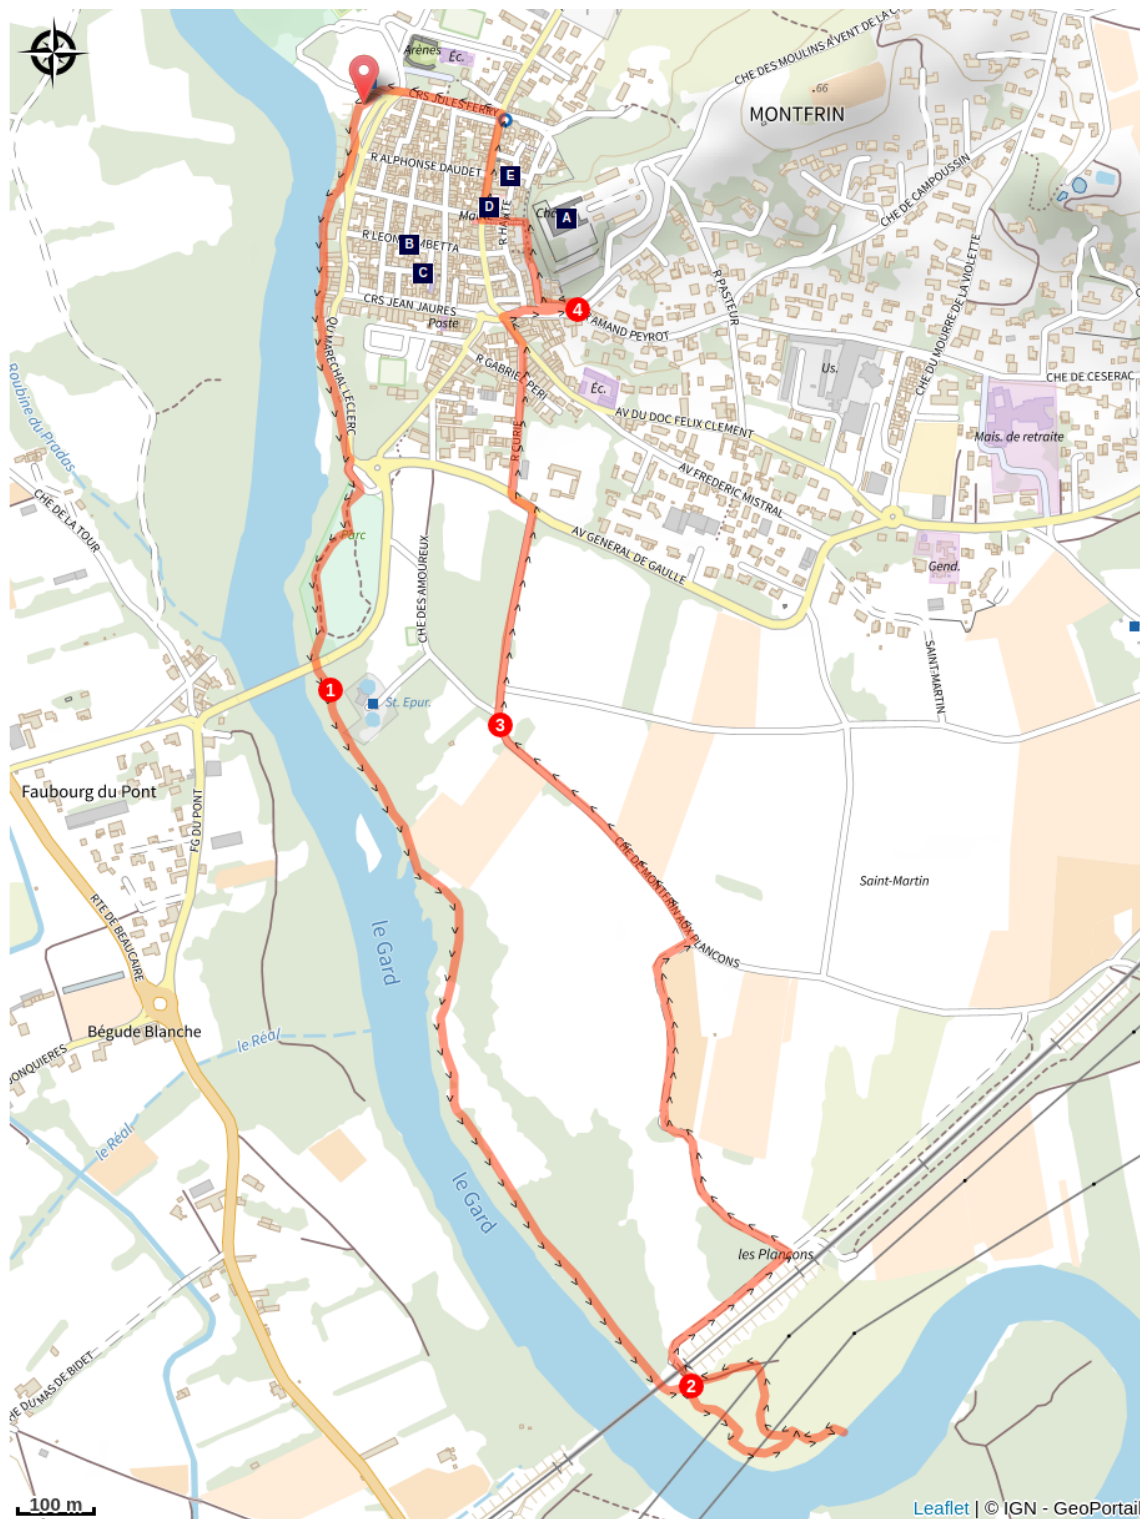 Arènes
Éc.
CHE DES MOULINS A VENT DE LA C
66
MONTFRIN
CRS JULES FERRY
R ALPHONSE DAUDET
E
D
A
R HAUTE
CHE DE CAMPOUSSIN
B
C
CRS JEAN JAURES
Poste
4
AMAND PEYROT
R PASTEUR
CHE DU MOURRE DE LA VIOLETTE
QU MARECHAL LECLERC
R GABRIEL PERI
Éc.
Us.
CHE DE CESERAC
Roubine du Pradas
R CURIE
AV DU DOC FELIX CLEMENT
Mais. de retraite
AV FREDERIC MISTRAL
CHE DE LA TOUR
Parc
AV GENERAL DE GAULLE
Gend.
CHE DES AMOUREUX
SAINT-MARTIN
1
St. Epur.
3
Faubourg du Pont
FG DU PONT
CHE DE MONTFRIN AUX PLANCONS
Saint-Martin
RTE DE BEAUCAIRE
le Gard
Bégude Blanche
le Réal
JONQUIERES
le Réal
le Gard
les Plançons
HE DU MAS DE BIDET
2
100 m
Leaflet | © IGN - GeoPortail